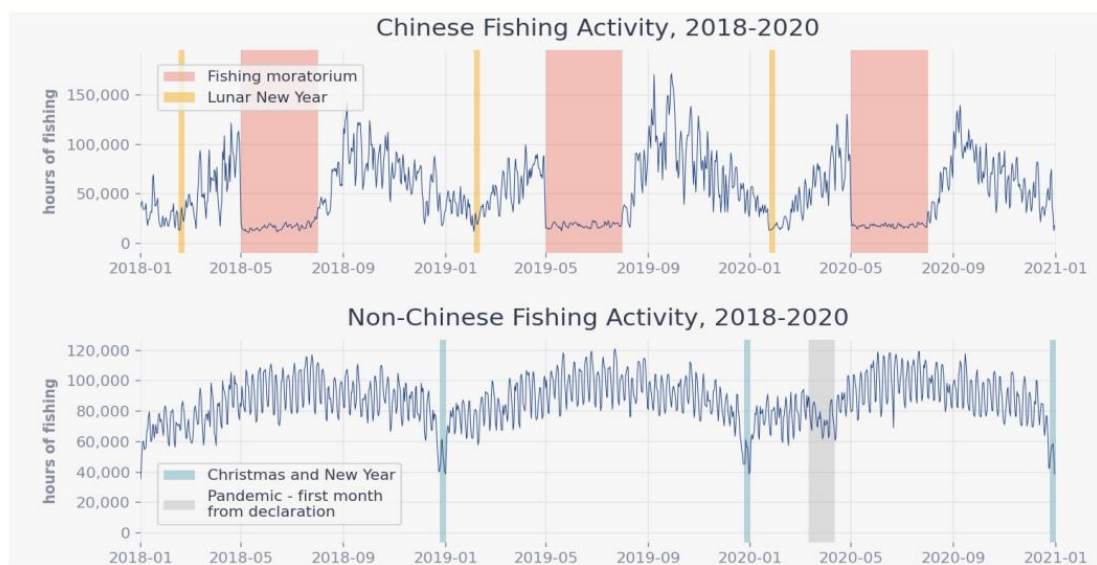 Chinese Fishing Activity, 2018-2020
Fishing moratorium
Lunar New Year
hours of fishing
150,000
100,000
50,000
0
2018-01 2018-05 2018-09 2019-01 2019-05 2019-09 2020-01 2020-05 2020-09 2021-01
Non-Chinese Fishing Activity, 2018-2020
hours of fishing
120,000
100,000
80,000
60,000
40,000
20,000
0
Christmas and New Year
Pandemic - first month
from declaration
2018-01 2018-05 2018-09 2019-01 2019-05 2019-09 2020-01 2020-05 2020-09 2021-01